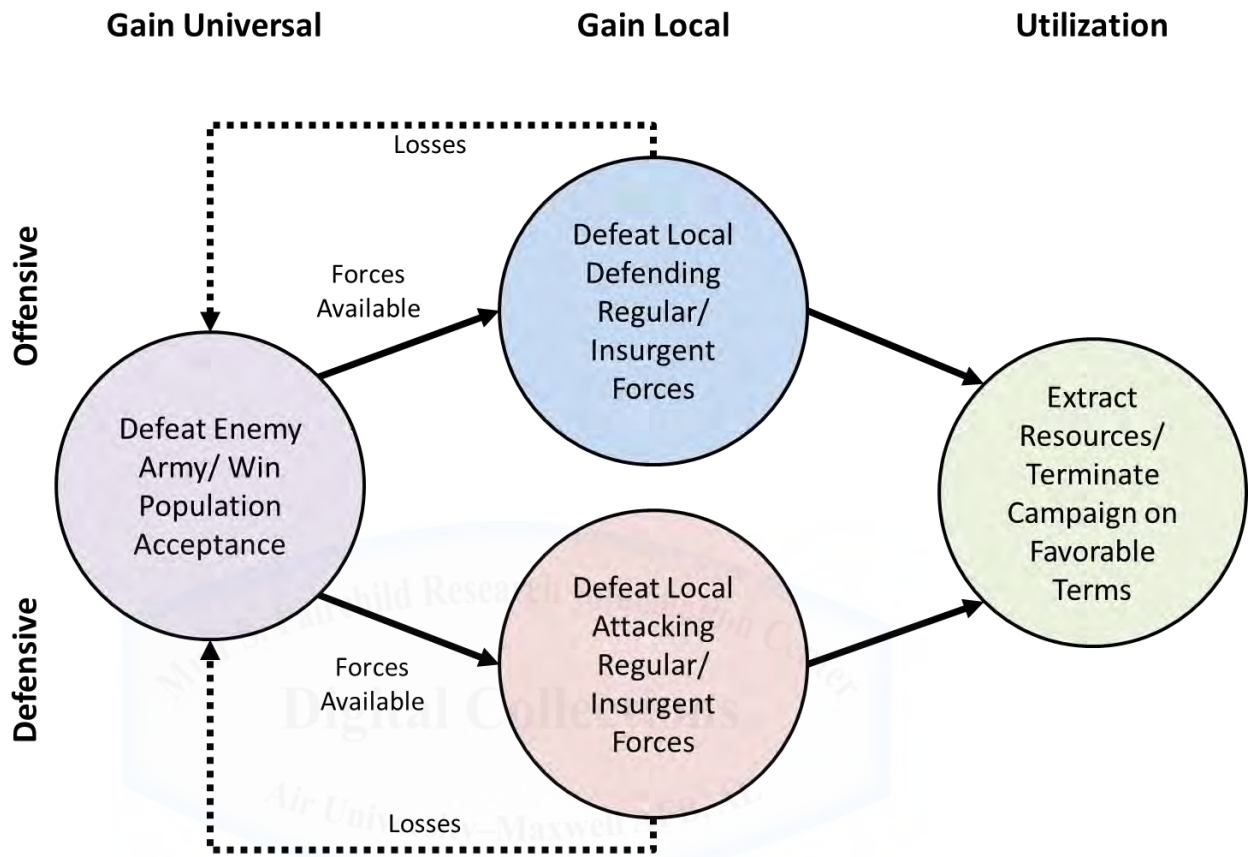 Gain Universal
Gain Local
Utilization
Offensive
Defensive
Losses
Forces
Available
Defeat Local
Defending
Regular/
Insurgent
Forces
Defeat Enemy
Army/ Win
Population
Acceptance
Extract
Resources/
Terminate
Campaign on
Favorable
Terms
Forces
Available
Defeat Local
Attacking
Regular/
Insurgent
Forces
Losses
Digital Collections